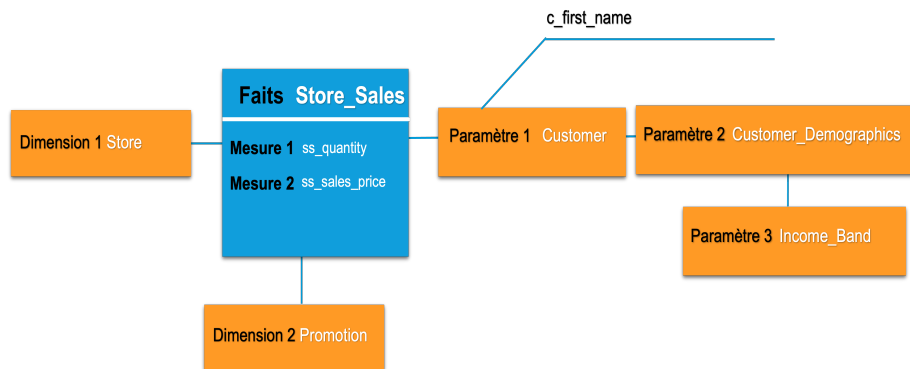 c_first_name
Faits Store_Sales
Dimension 1 Store
Mesure 1 ss_quantity
Mesure 2 ss_sales_price
Paramètre 1 Customer
Paramètre 2 Customer_Demographics
Paramètre 3 Income_Band
Dimension 2 Promotion